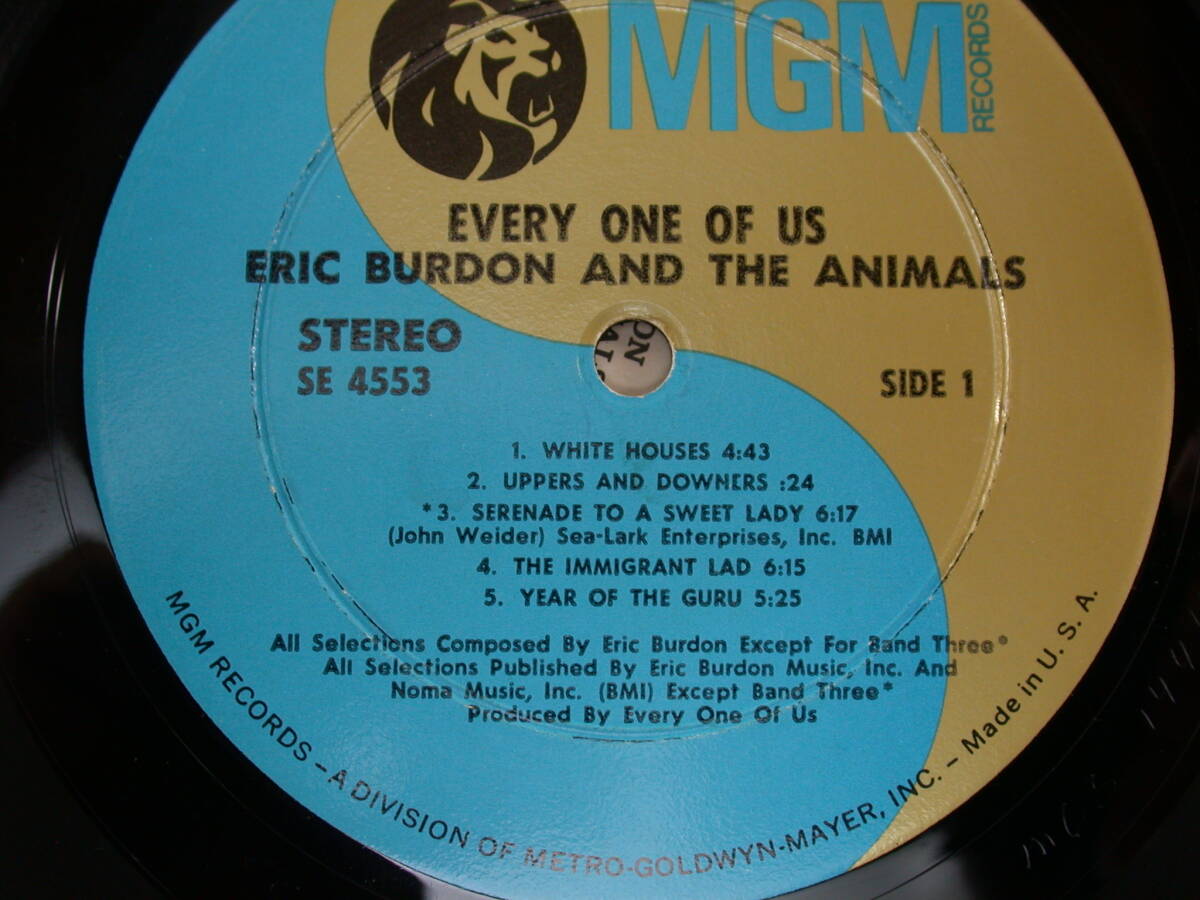 MGM
RECORDS
EVERY ONE OF US
ERIC BURDON AND THE ANIMALS
STEREO
SE 4553
SIDE 1
ON
1. WHITE HOUSES 4:43
2. UPPERS AND DOWNERS :24
*3. SERENADE TO A SWEET LADY 6:17
(John Weider) Sea-Lark Enterprises, Inc. BMI
4. THE IMMIGRANT LAD 6:15
5. YEAR OF THE GURU 5:25
All Selections Composed By Eric Burdon Except For Band Three*
All Selections Published By Eric Burdon Music, Inc. And
Noma Music, Inc. (BMI) Except Band Three*
Produced By Every One Of Us
MGM RECORDS – A DIVISION OF METRO-GOLDWYN-MAYER, INC. – Made in U. S. A.